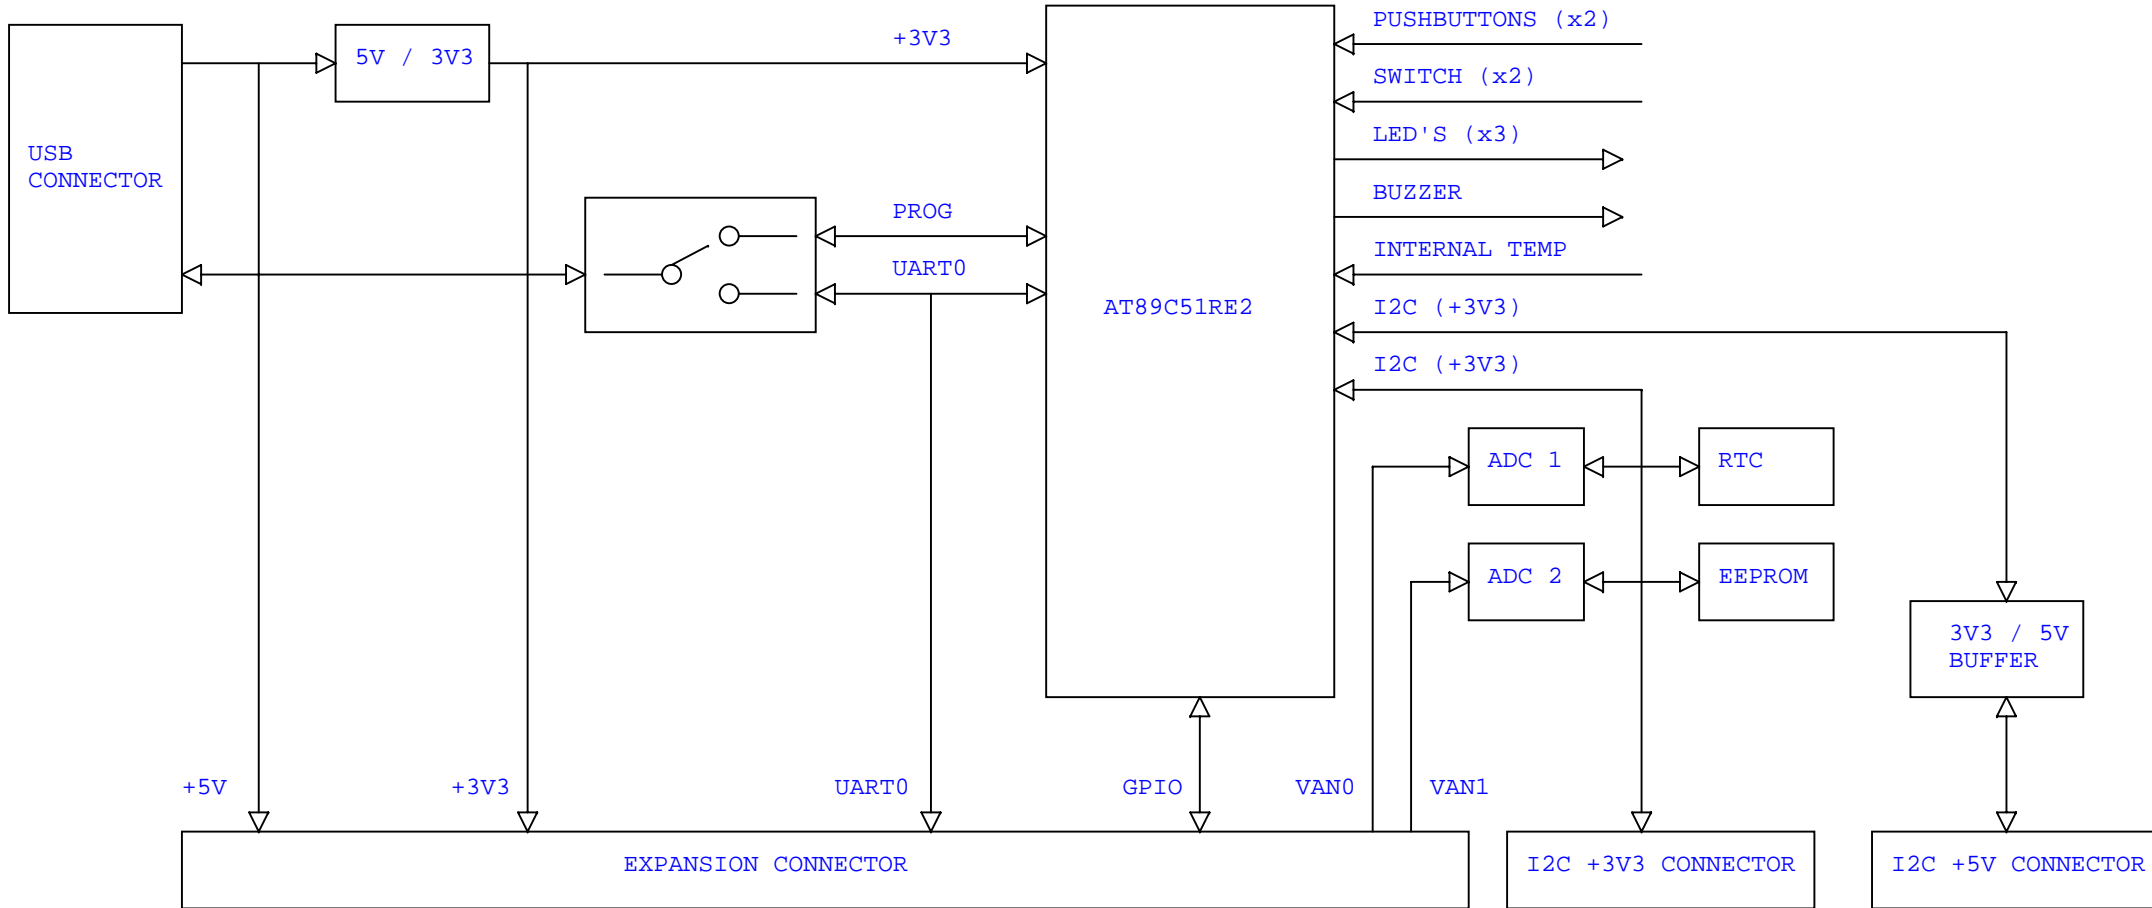 PUSHBUTTONS (x2)
+3V3
5V / 3V3
SWITCH (x2)
LED'S (x3)
USB
CONNECTOR
BUZZER
PROG
INTERNAL TEMP
UART0
AT89C51RE2
I2C (+3V3)
I2C (+3V3)
ADC 1
RTC
ADC 2
EEPROM
3V3 / 5V
BUFFER
+5V
+3V3
UART0
GPIO
VAN0
VAN1
EXPANSION CONNECTOR
I2C +3V3 CONNECTOR
I2C +5V CONNECTOR